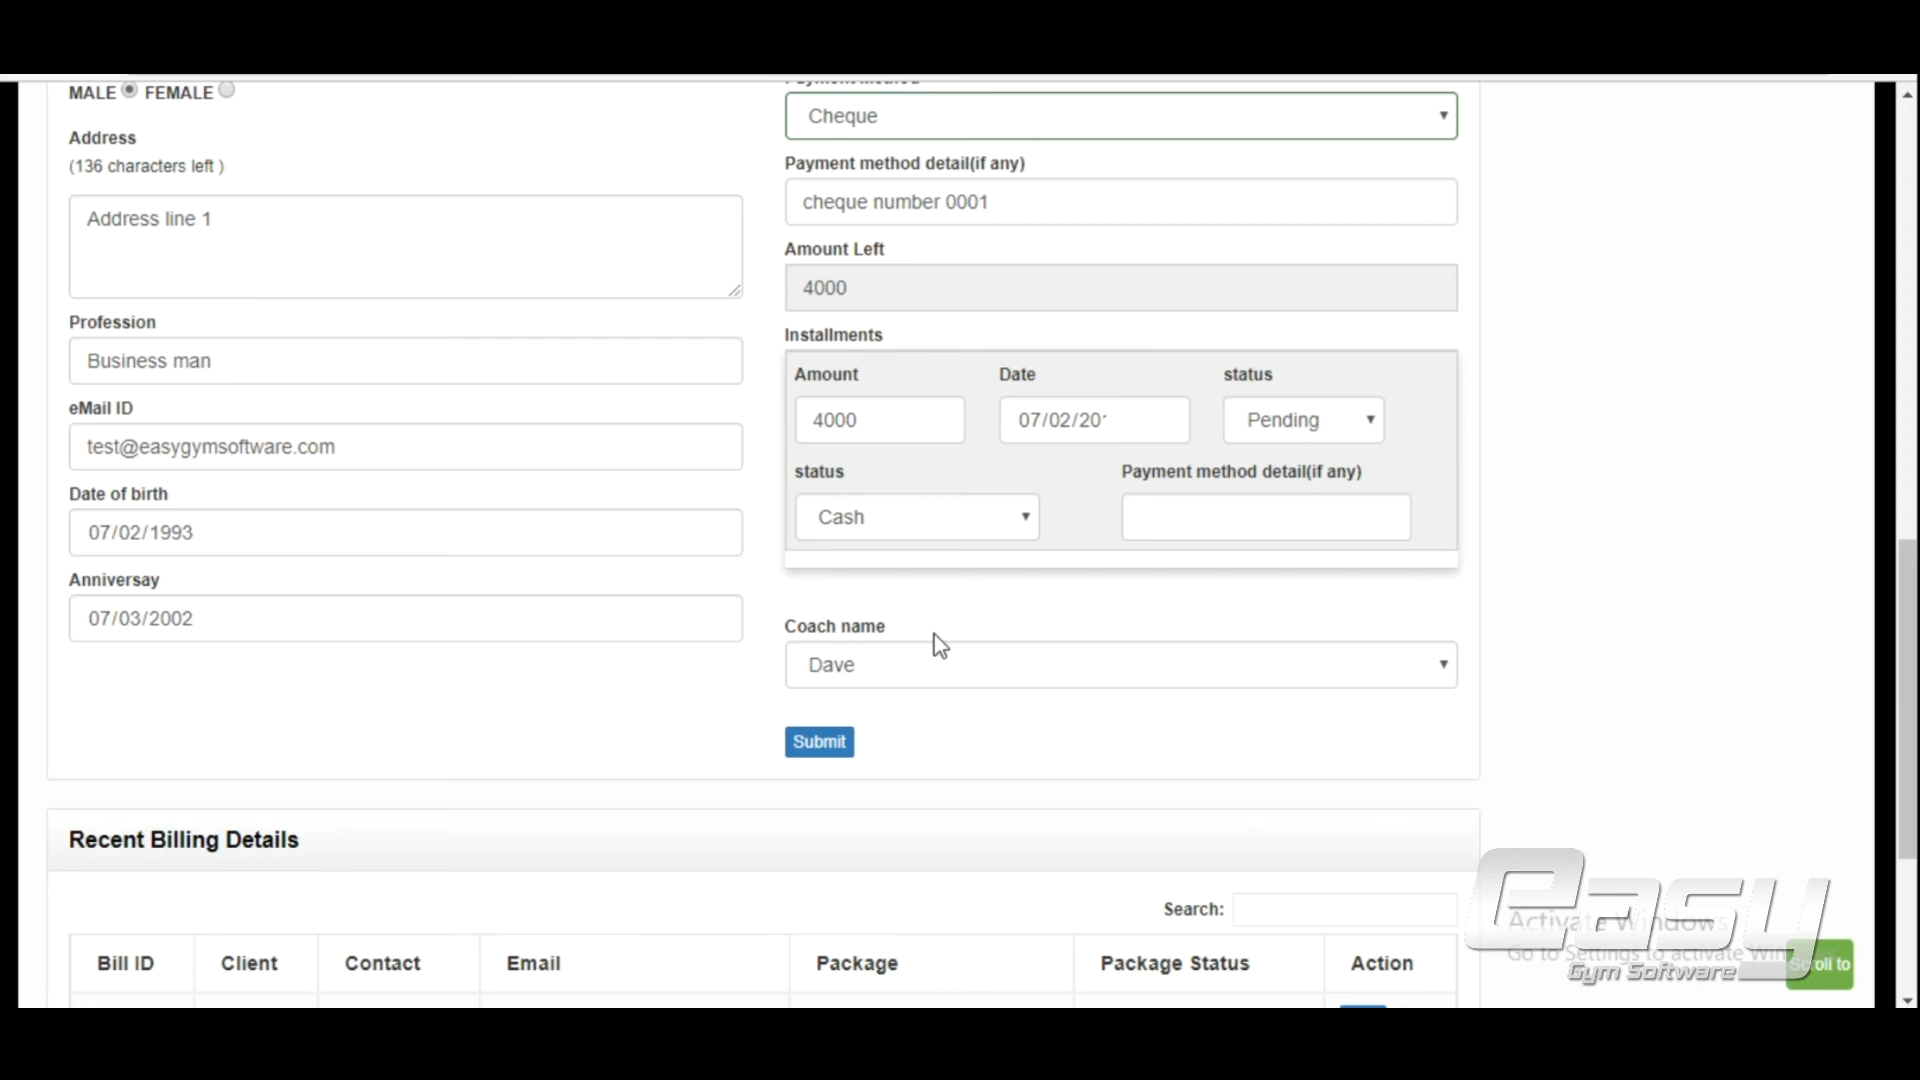 MALE FEMALE
Address
(136 characters left )
Address line 1
Profession
Business man
eMail ID
test@easygymsoftware.com
Date of birth
07/02/1993
Anniversay
07/03/2002
Cheque
Payment method detail(if any)
cheque number 0001
Amount Left
4000
Installments
Amount Date status
4000 07/02/20 Pending
status Payment method detail(if any)
Cash
Coach name
Dave
Submit
Recent Billing Details
Search:
Bill ID Client Contact Email Package Package Status Action
easy
Gym Software
Activate Windows
Go to Settings to activate Win
Scroll to